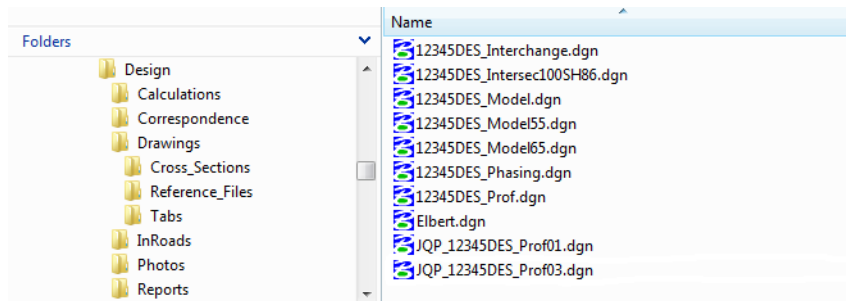 Folders
Design
Calculations
Correspondence
Drawings
Cross_Sections
Reference_Files
Tabs
InRoads
Photos
Reports
Name
12345DES_Interchange.dgn
12345DES_Intersec100SH86.dgn
12345DES_Model.dgn
12345DES_Model55.dgn
12345DES_Model65.dgn
12345DES_Phasing.dgn
12345DES_Prof.dgn
Elbert.dgn
JQP_12345DES_Prof01.dgn
JQP_12345DES_Prof03.dgn